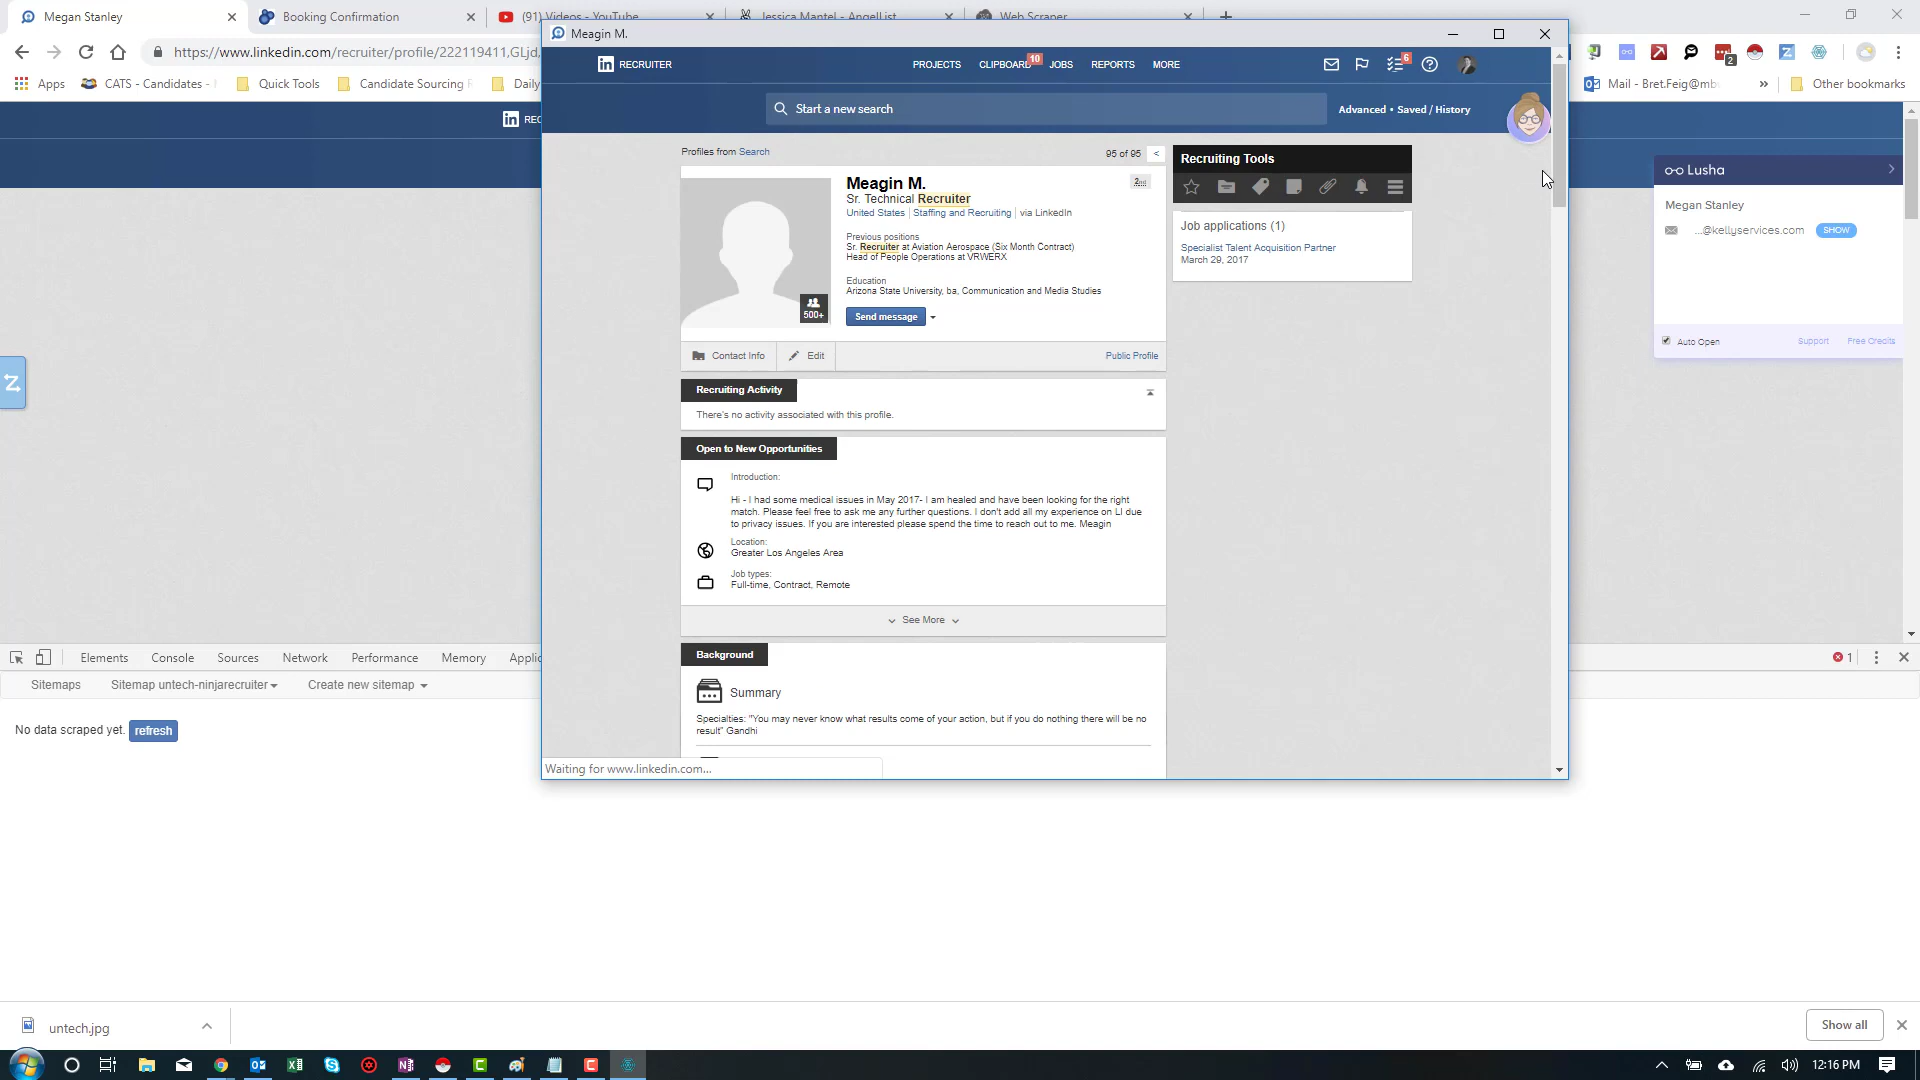 Megan Stanley
Booking Confirmation
(91) Videos - YouTube
Jessica Mantel - AngelList
Web Scraper
https://www.linkedin.com/recruiter/profile/222119411,GLjd
2
Apps
CATS - Candidates -
Quick Tools
Candidate Sourcing
Daily
Mail - Bret.Feig@mb
»
Other bookmarks
in REC
Meagin M.
in RECRUITER
PROJECTS
CLIPBOARD
10
JOBS
REPORTS
MORE
6
Start a new search
Advanced • Saved / History
Profiles from Search
95 of 95
<
Meagin M.
2nd
Sr. Technical Recruiter
United States | Staffing and Recruiting | via LinkedIn
Previous positions
Sr. Recruiter at Aviation Aerospace (Six Month Contract)
Head of People Operations at VRWERX
Education
Arizona State University, ba, Communication and Media Studies
500+
Send message
Contact Info
Edit
Public Profile
Recruiting Tools
Job applications (1)
Specialist Talent Acquisition Partner
March 29, 2017
Recruiting Activity
There's no activity associated with this profile.
Open to New Opportunities
Introduction:
Hi - I had some medical issues in May 2017- I am healed and have been looking for the right
match. Please feel free to ask me any further questions. I don't add all my experience on LI due
to privacy issues. If you are interested please spend the time to reach out to me. Meagin
Location:
Greater Los Angeles Area
Job types:
Full-time, Contract, Remote
See More
Background
Summary
Specialties: "You may never know what results come of your action, but if you do nothing there will be no
result" Gandhi
Waiting for www.linkedin.com...
Lusha
Megan Stanley
...@kellyservices.com
SHOW
Auto Open
Support
Free Credits
Elements
Console
Sources
Network
Performance
Memory
Applic
1
Sitemaps
Sitemap untech-ninjarecruiter
Create new sitemap
No data scraped yet.
refresh
untech.jpg
Show all
12:16 PM